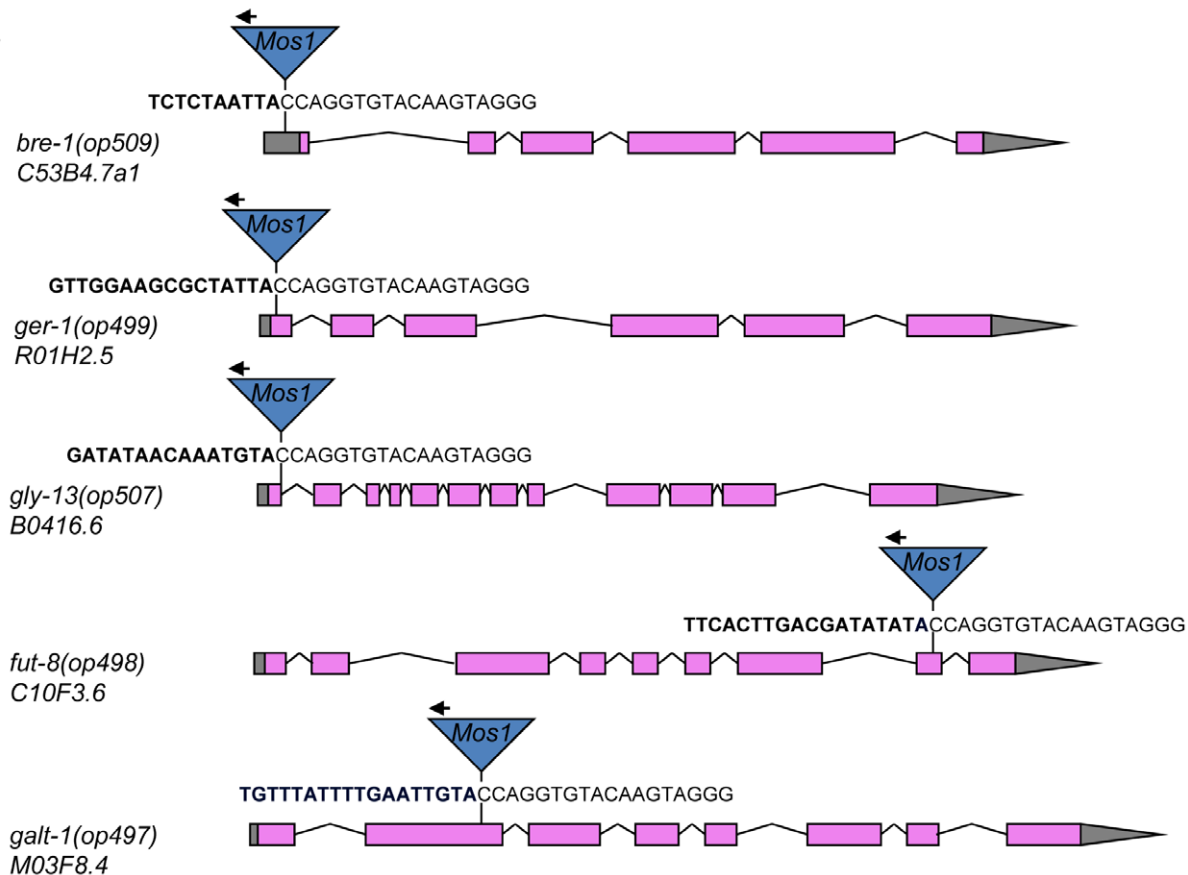 Mos1
TCTCTAATTACCAGGTGTACAAGTAGGG
bre-1(op509)
C53B4.7a1
Mos1
GTTGGAAGCGCTATTACCAGGTGTACAAGTAGGG
ger-1(op499)
R01H2.5
Mos1
GATATAACAAATGTACCAGGTGTACAAGTAGGG
gly-13(op507)
B0416.6
Mos1
TTCACTTGACGATATATACCAGGTGTACAAGTAGGG
fut-8(op498)
C10F3.6
Mos1
TGTTTATTTTGAATTGTACCAGGTGTACAAGTAGGG
galt-1(op497)
M03F8.4